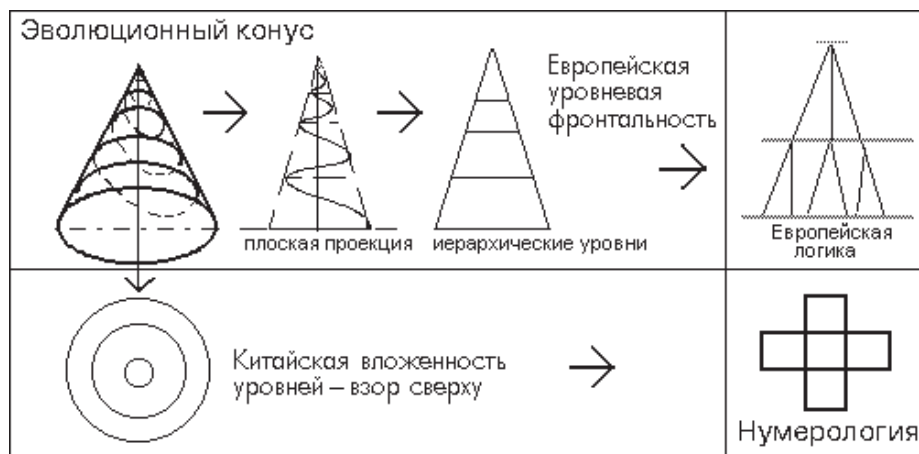 Эволюционный конус
Европейская
уровневая
фронтальность
плоская проекция
иерархические уровни
Европейская
логика
Китайская вложенность
уровней – взор сверху
Нумерология